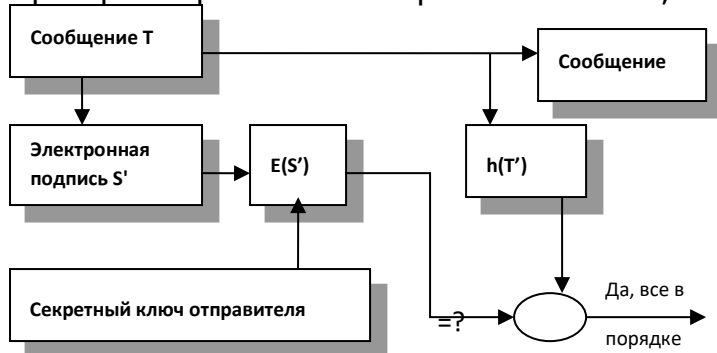 Сообщение T
Сообщение
Электронная
подпись S'
E(S’)
h(T’)
Секретный ключ отправителя
=?
Да, все в
порядке